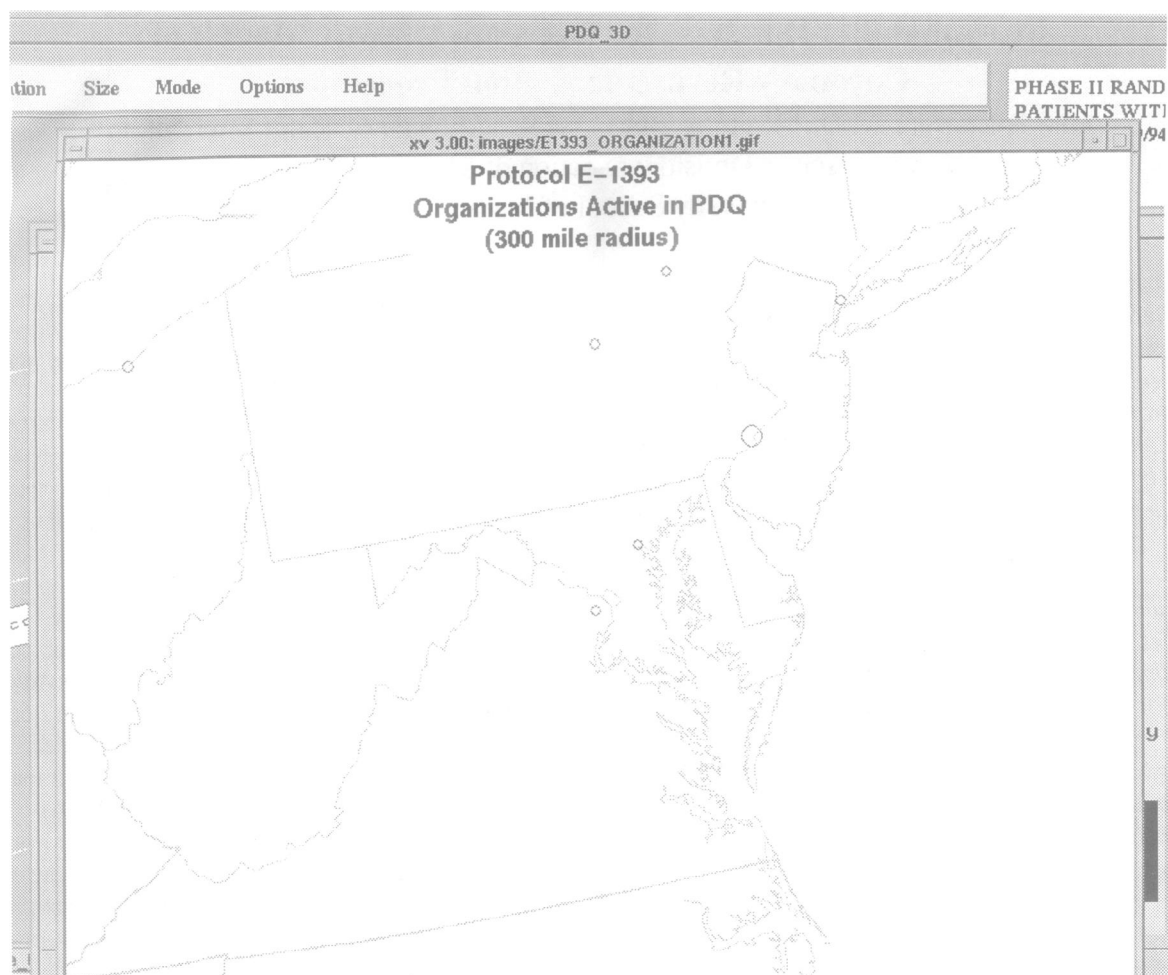 PDQ_3D
Size Mode Options Help
PHASE II RAND
PATIENTS WITH
/94
xv 3.00: images/E1393_ORGANIZATION1.gif
Protocol E-1393
Organizations Active in PDQ
(300 mile radius)
y